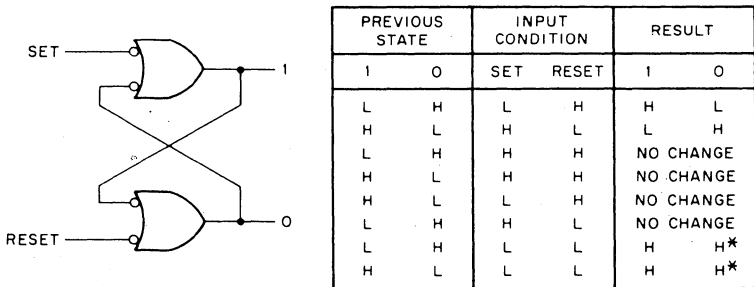 SET
1
0
RESET
PREVIOUS STATE INPUT CONDITION RESULT
1 0 SET RESET 1 0
L H L H H L
H L H L L H
L H H H NO CHANGE
H L H H NO CHANGE
H L L H NO CHANGE
L H H L NO CHANGE
L H L L H H*
H L L L H H*